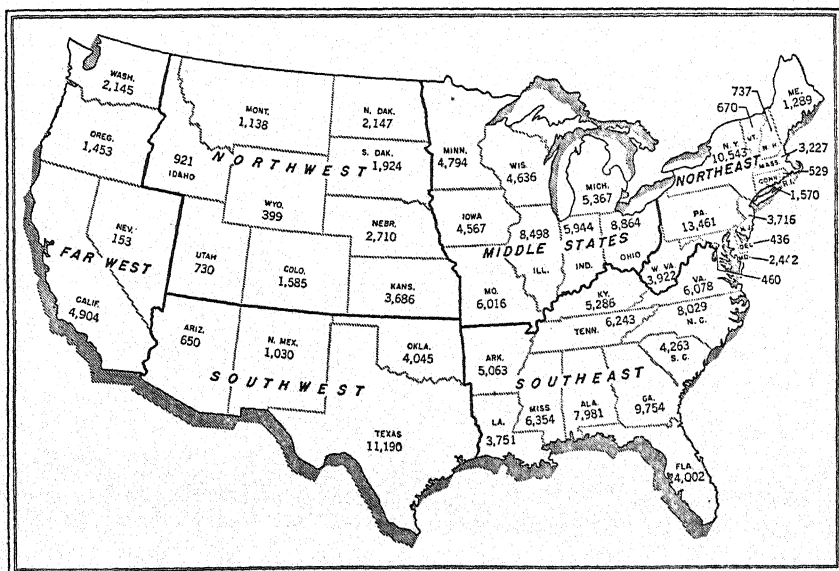 WASH.
2,145
OREG.
1,453
921
IDAHO
MONT.
1,138
N. DAK.
2,147
S. DAK.
1,924
NORTHWEST
WYO.
399
NEBR.
2,710
NEV.
153
UTAH
730
COLO.
1,585
KANS.
3,686
FAR WEST
CALIF.
4,904
ARIZ.
650
N. MEX.
1,030
OKLA.
4,045
SOUTHWEST
TEXAS
11,190
MINN.
4,794
WIS.
4,636
MICH.
5,367
IOWA
4,567
8,498
ILL.
5,944
IND.
8,864
OHIO
MIDDLE STATES
MO.
6,016
737
670
ME.
1,289
N.Y.
10,543
VT.
N.H.
3,227
MASS.
529
CONN.
R.I.
1,570
NORTHEAST
PA.
13,461
3,716
N.J.
436
DEL.
2,442
MD.
460
W. VA.
3,922
VA.
6,078
KY.
5,286
TENN. 6,243
8,029
N.C.
4,263
S.C.
ARK.
5,063
SOUTHEAST
LA.
3,751
MISS
6,354
ALA.
7,981
GA.
9,754
FLA.
4,002